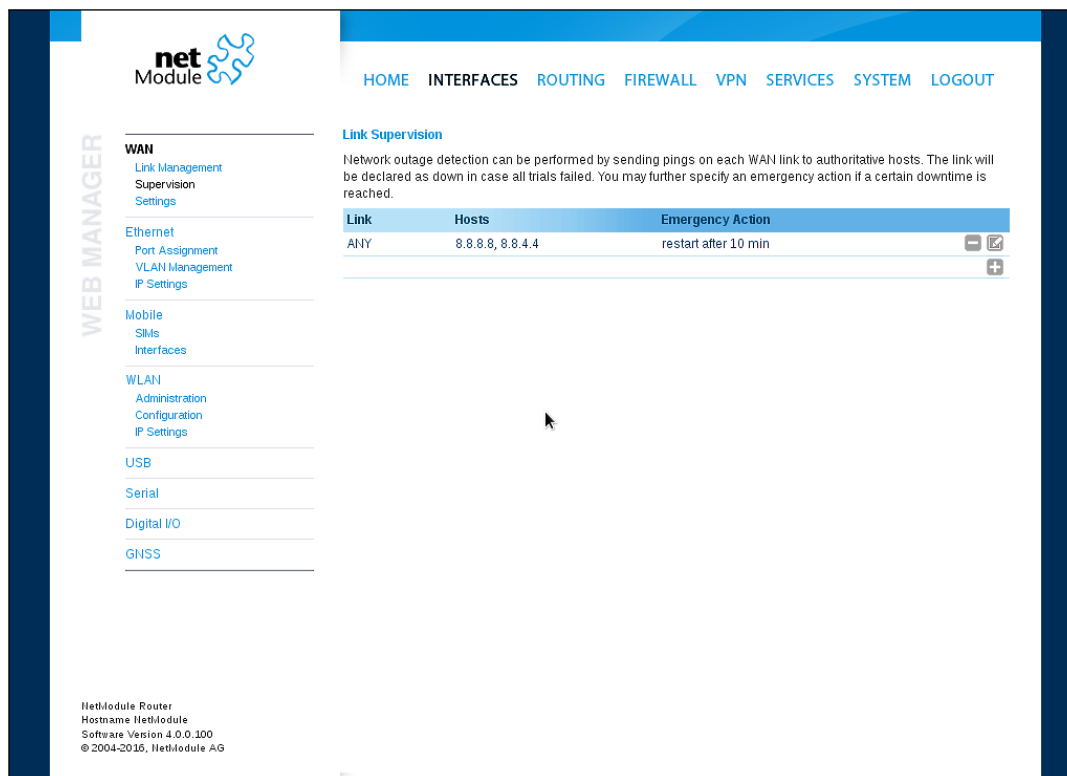 net
Module
HOME INTERFACES ROUTING FIREWALL VPN SERVICES SYSTEM LOGOUT
WEB MANAGER
WAN
Link Management
Supervision
Settings
Ethernet
Port Assignment
VLAN Management
IP Settings
Mobile
SIMs
Interfaces
WLAN
Administration
Configuration
IP Settings
USB
Serial
Digital I/O
GNSS
Link Supervision
Network outage detection can be performed by sending pings on each WAN link to authoritative hosts. The link will
be declared as down in case all trials failed. You may further specify an emergency action if a certain downtime is
reached.
Link Hosts Emergency Action
ANY 8.8.8.8, 8.8.4.4 restart after 10 min
NetModule Router
Hostname NetModule
Software Version 4.0.0.100
© 2004-2016, NetModule AG